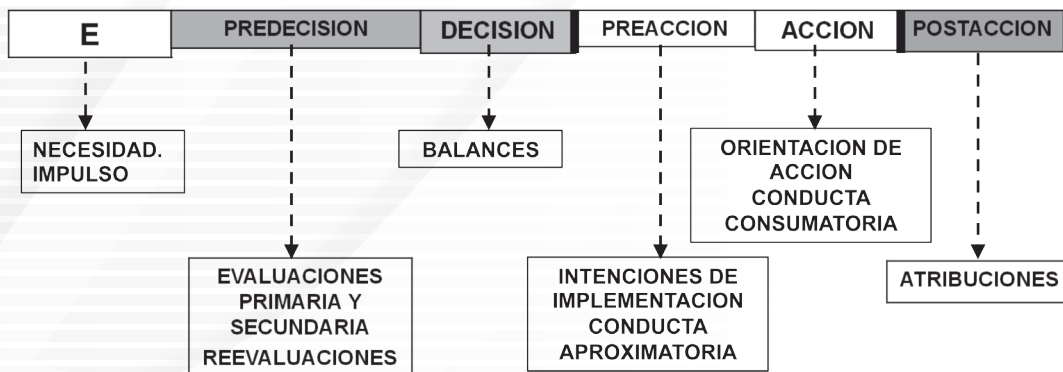 E
PREDECISION
DECISION
PREACCION
ACCION
POSTACCION
NECESIDAD.
IMPULSO
BALANCES
ORIENTACION DE
ACCION
CONDUCTA
CONSUMATORIA
EVALUACIONES
PRIMARIA Y
SECUNDARIA
REEVALUACIONES
INTENCIONES DE
IMPLEMENTACION
CONDUCTA
APROXIMATORIA
ATRIBUCIONES